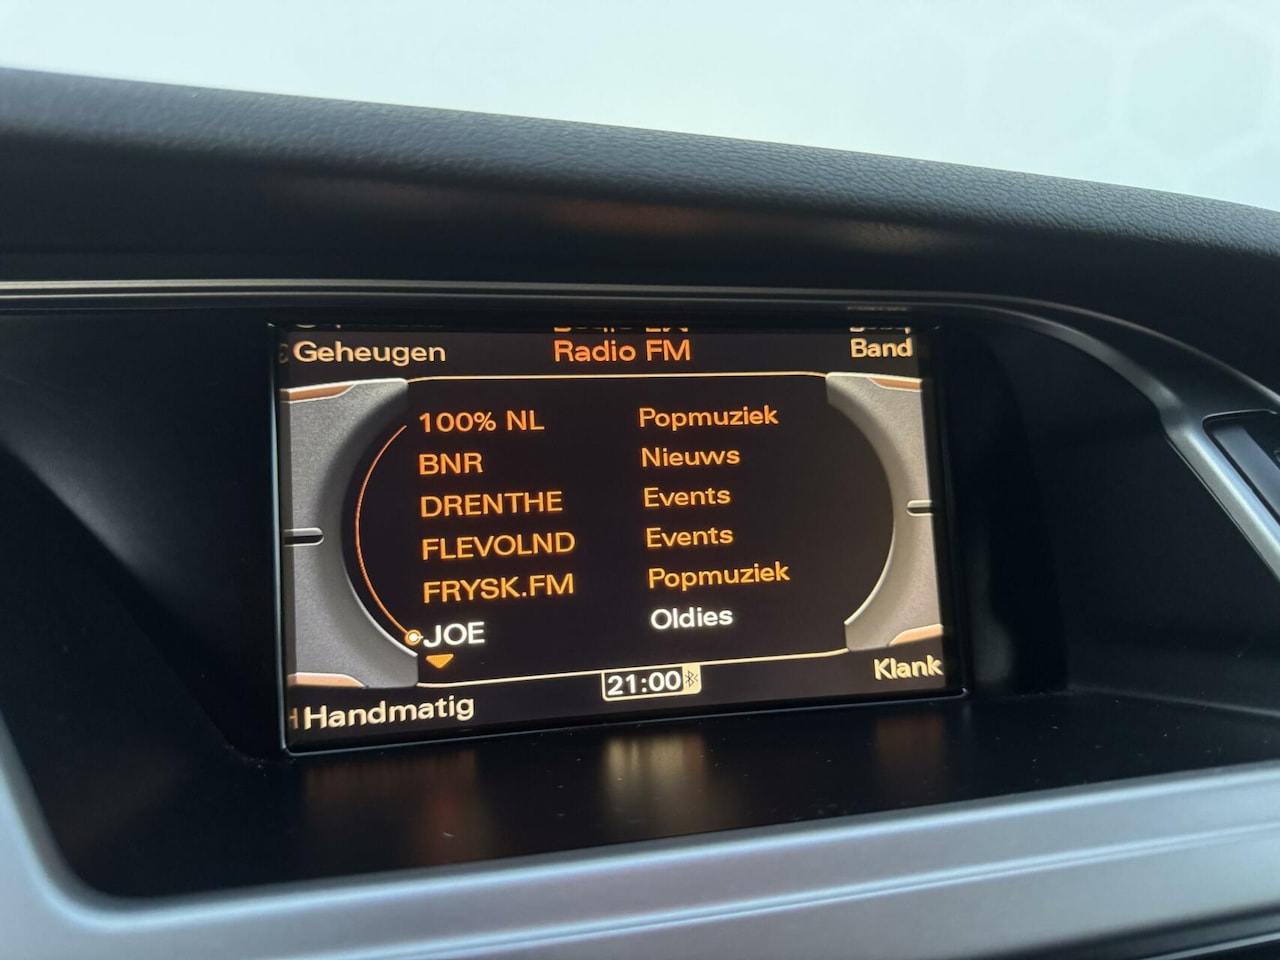 Geheugen Radio FM Band
100% NL Popmuziek
BNR Nieuws
DRENTHE Events
FLEVOLND Events
FRYSK.FM Popmuziek
JOE Oldies
Handmatig 21:00 Klank